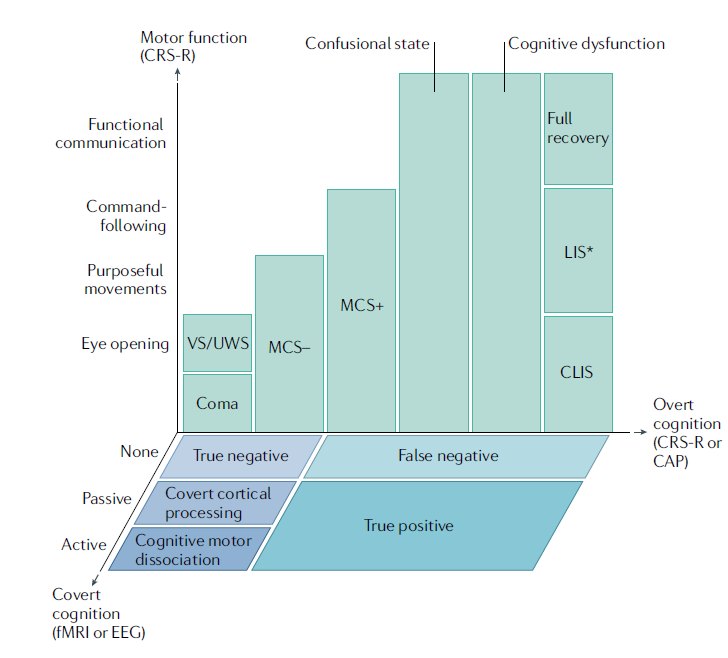 Motor function
(CRS-R)
Confusional state
Cognitive dysfunction
Functional
communication
Full
recovery
Command-
following
LIS*
Purposeful
movements
MCS+
Eye opening
VS/UWS
MCS–
CLIS
Coma
Overt
cognition
(CRS-R or
CAP)
None
True negative
False negative
Passive
Covert cortical
processing
True positive
Active
Cognitive motor
dissociation
Covert
cognition
(fMRI or EEG)